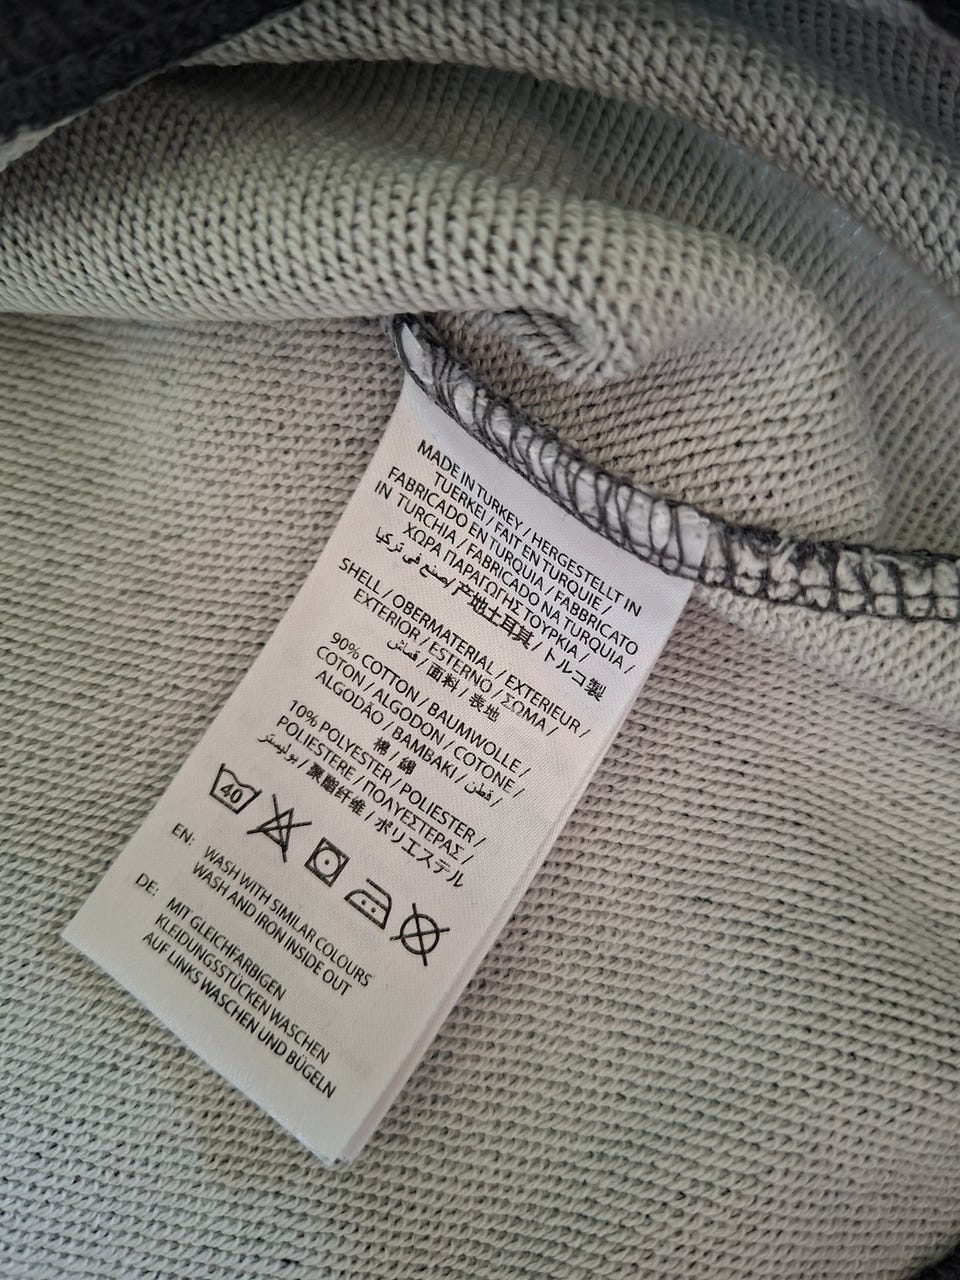 MADE IN TURKEY / HERGESTELLT IN
TUERKEI / FAIT EN TURQUIE /
FABRICADO EN TURQUIA / FABBRICATO
IN TURCHIA / FABRICADO NA TURQUIA /
ΧΩΡΑ ΠΑΡΑΓΩΓΗΣ ΤΟΥΡΚΙΑ /
صنع في تركيا / 产地土耳其 / トルコ製
SHELL / OBERMATERIAL / EXTERIEUR /
EXTERIOR / ESTERNO / ΣΩΜΑ /
قماش / 面料 / 表地
90% COTTON / BAUMWOLLE /
COTON / ALGODON / COTONE /
ALGODÃO / BAMBAKI / قطن /
棉 / 綿
10% POLYESTER / POLIESTER /
POLIESTERE / ΠΟΛΥΕΣΤΕΡΑΣ /
بوليستر / 聚酯纤维 / ポリエステル
40
EN: WASH WITH SIMILAR COLOURS
WASH AND IRON INSIDE OUT
DE: MIT GLEICHFARBIGEN
KLEIDUNGSSTÜCKEN WASCHEN
AUF LINKS WASCHEN UND BÜGELN